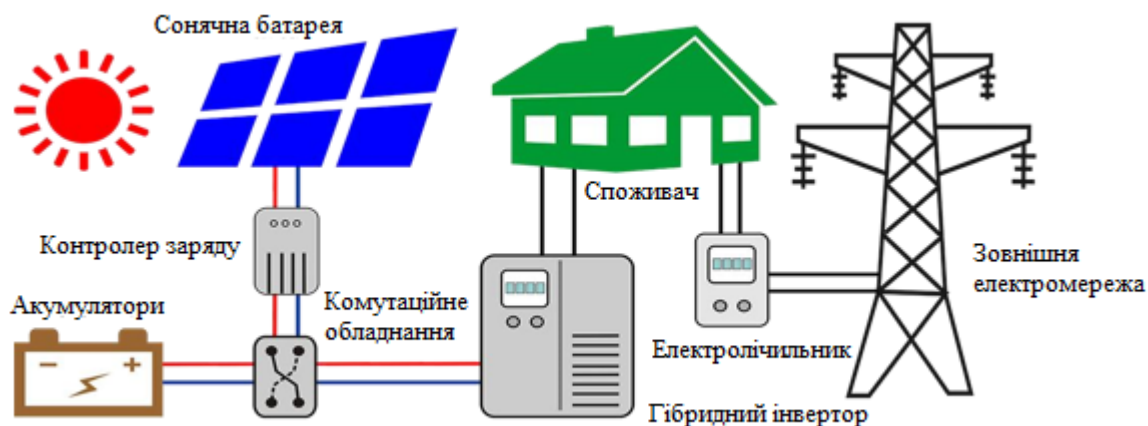 Сонячна батарея
Споживач
Контролер заряду
Зовнішня
електромережа
Акумулятори
Комутаційне
обладнання
Електролічильник
Гібридний інвертор